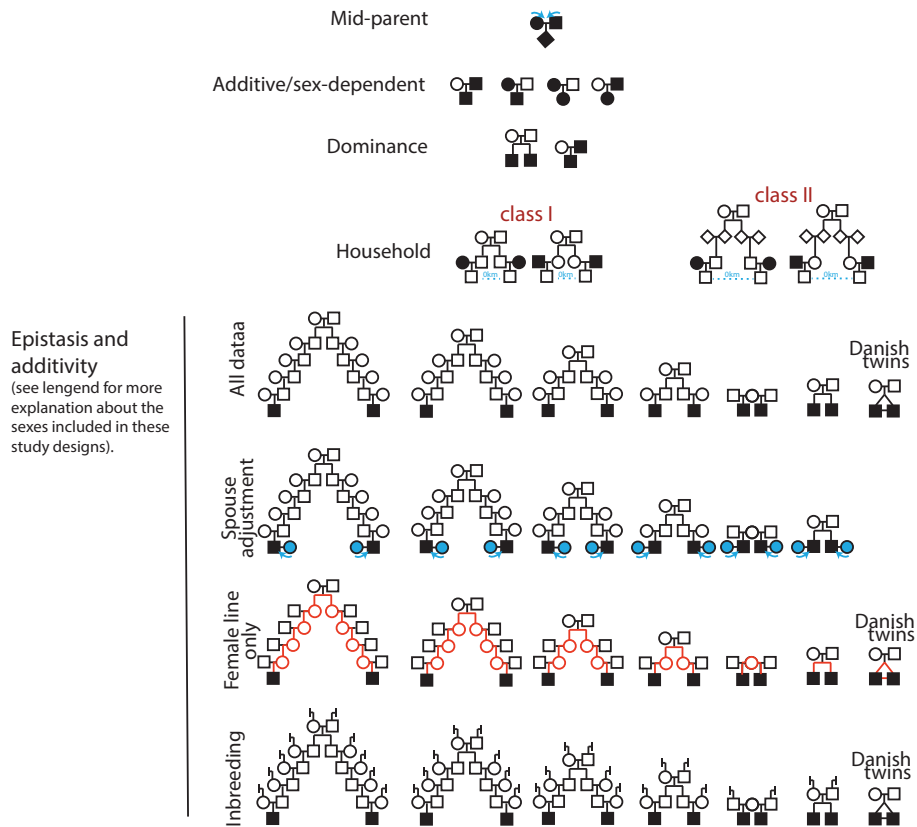 Mid-parent
Additive/sex-dependent
Dominance
class I
class II
Household
0km
0km
0km
0km
Epistasis and
additivity
(see lengend for more
explanation about the
sexes included in these
study designs).
All dataa
Danish
twins
Spouse
adjustment
Female line
only
Danish
twins
Inbreeding
Danish
twins